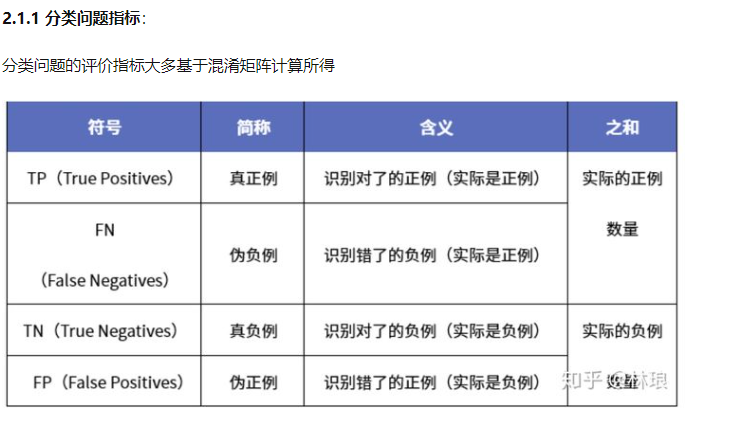 2.1.1 分类问题指标：
分类问题的评价指标大多基于混淆矩阵计算所得
符号 简称 含义 之和
TP（True Positives） 真正例 识别对了的正例（实际是正例） 实际的正例
数量
FN
（False Negatives） 伪负例 识别错了的负例（实际是正例）
TN（True Negatives） 真负例 识别对了的负例（实际是负例） 实际的负例
数量
FP（False Positives） 伪正例 识别错了的正例（实际是负例）
知乎 @林琅